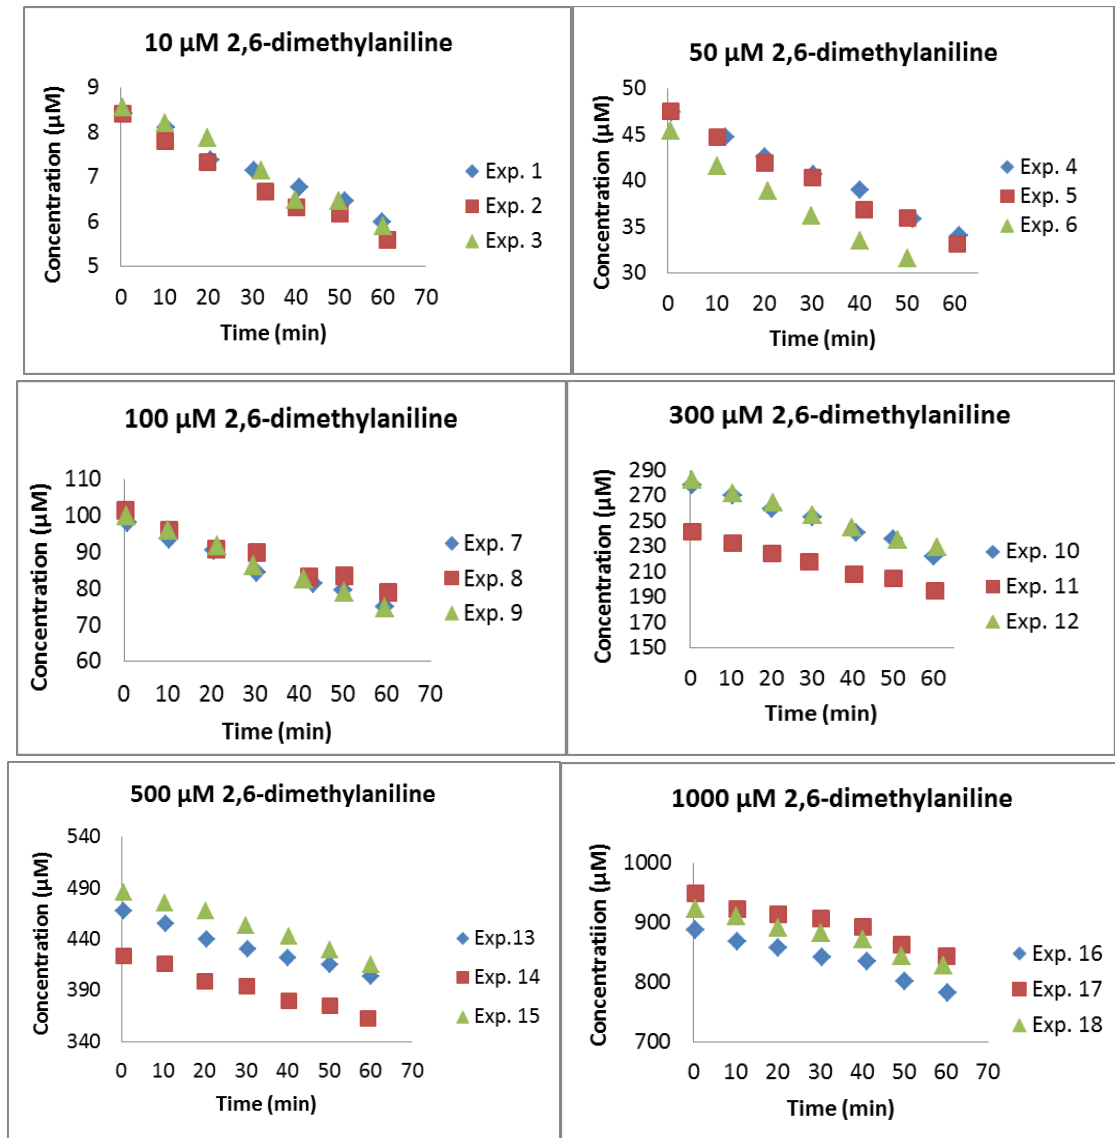 10 µM 2,6-dimethylaniline
Concentration (µM)
9
8
7
6
5
0 10 20 30 40 50 60 70
Time (min)
Exp. 1
Exp. 2
Exp. 3
50 µM 2,6-dimethylaniline
Concentration (µM)
50
45
40
35
30
0 10 20 30 40 50 60
Time (min)
Exp. 4
Exp. 5
Exp. 6
100 µM 2,6-dimethylaniline
Concentration (µM)
110
100
90
80
70
60
0 10 20 30 40 50 60 70
Time (min)
Exp. 7
Exp. 8
Exp. 9
300 µM 2,6-dimethylaniline
Concentration (µM)
290
270
250
230
210
190
170
150
0 10 20 30 40 50 60
Time (min)
Exp. 10
Exp. 11
Exp. 12
500 µM 2,6-dimethylaniline
Concentration (µM)
540
490
440
390
340
0 10 20 30 40 50 60 70
Time (min)
Exp.13
Exp. 14
Exp. 15
1000 µM 2,6-dimethylaniline
Concentratiion (µM)
1000
900
800
700
0 10 20 30 40 50 60 70
Time (min)
Exp. 16
Exp. 17
Exp. 18